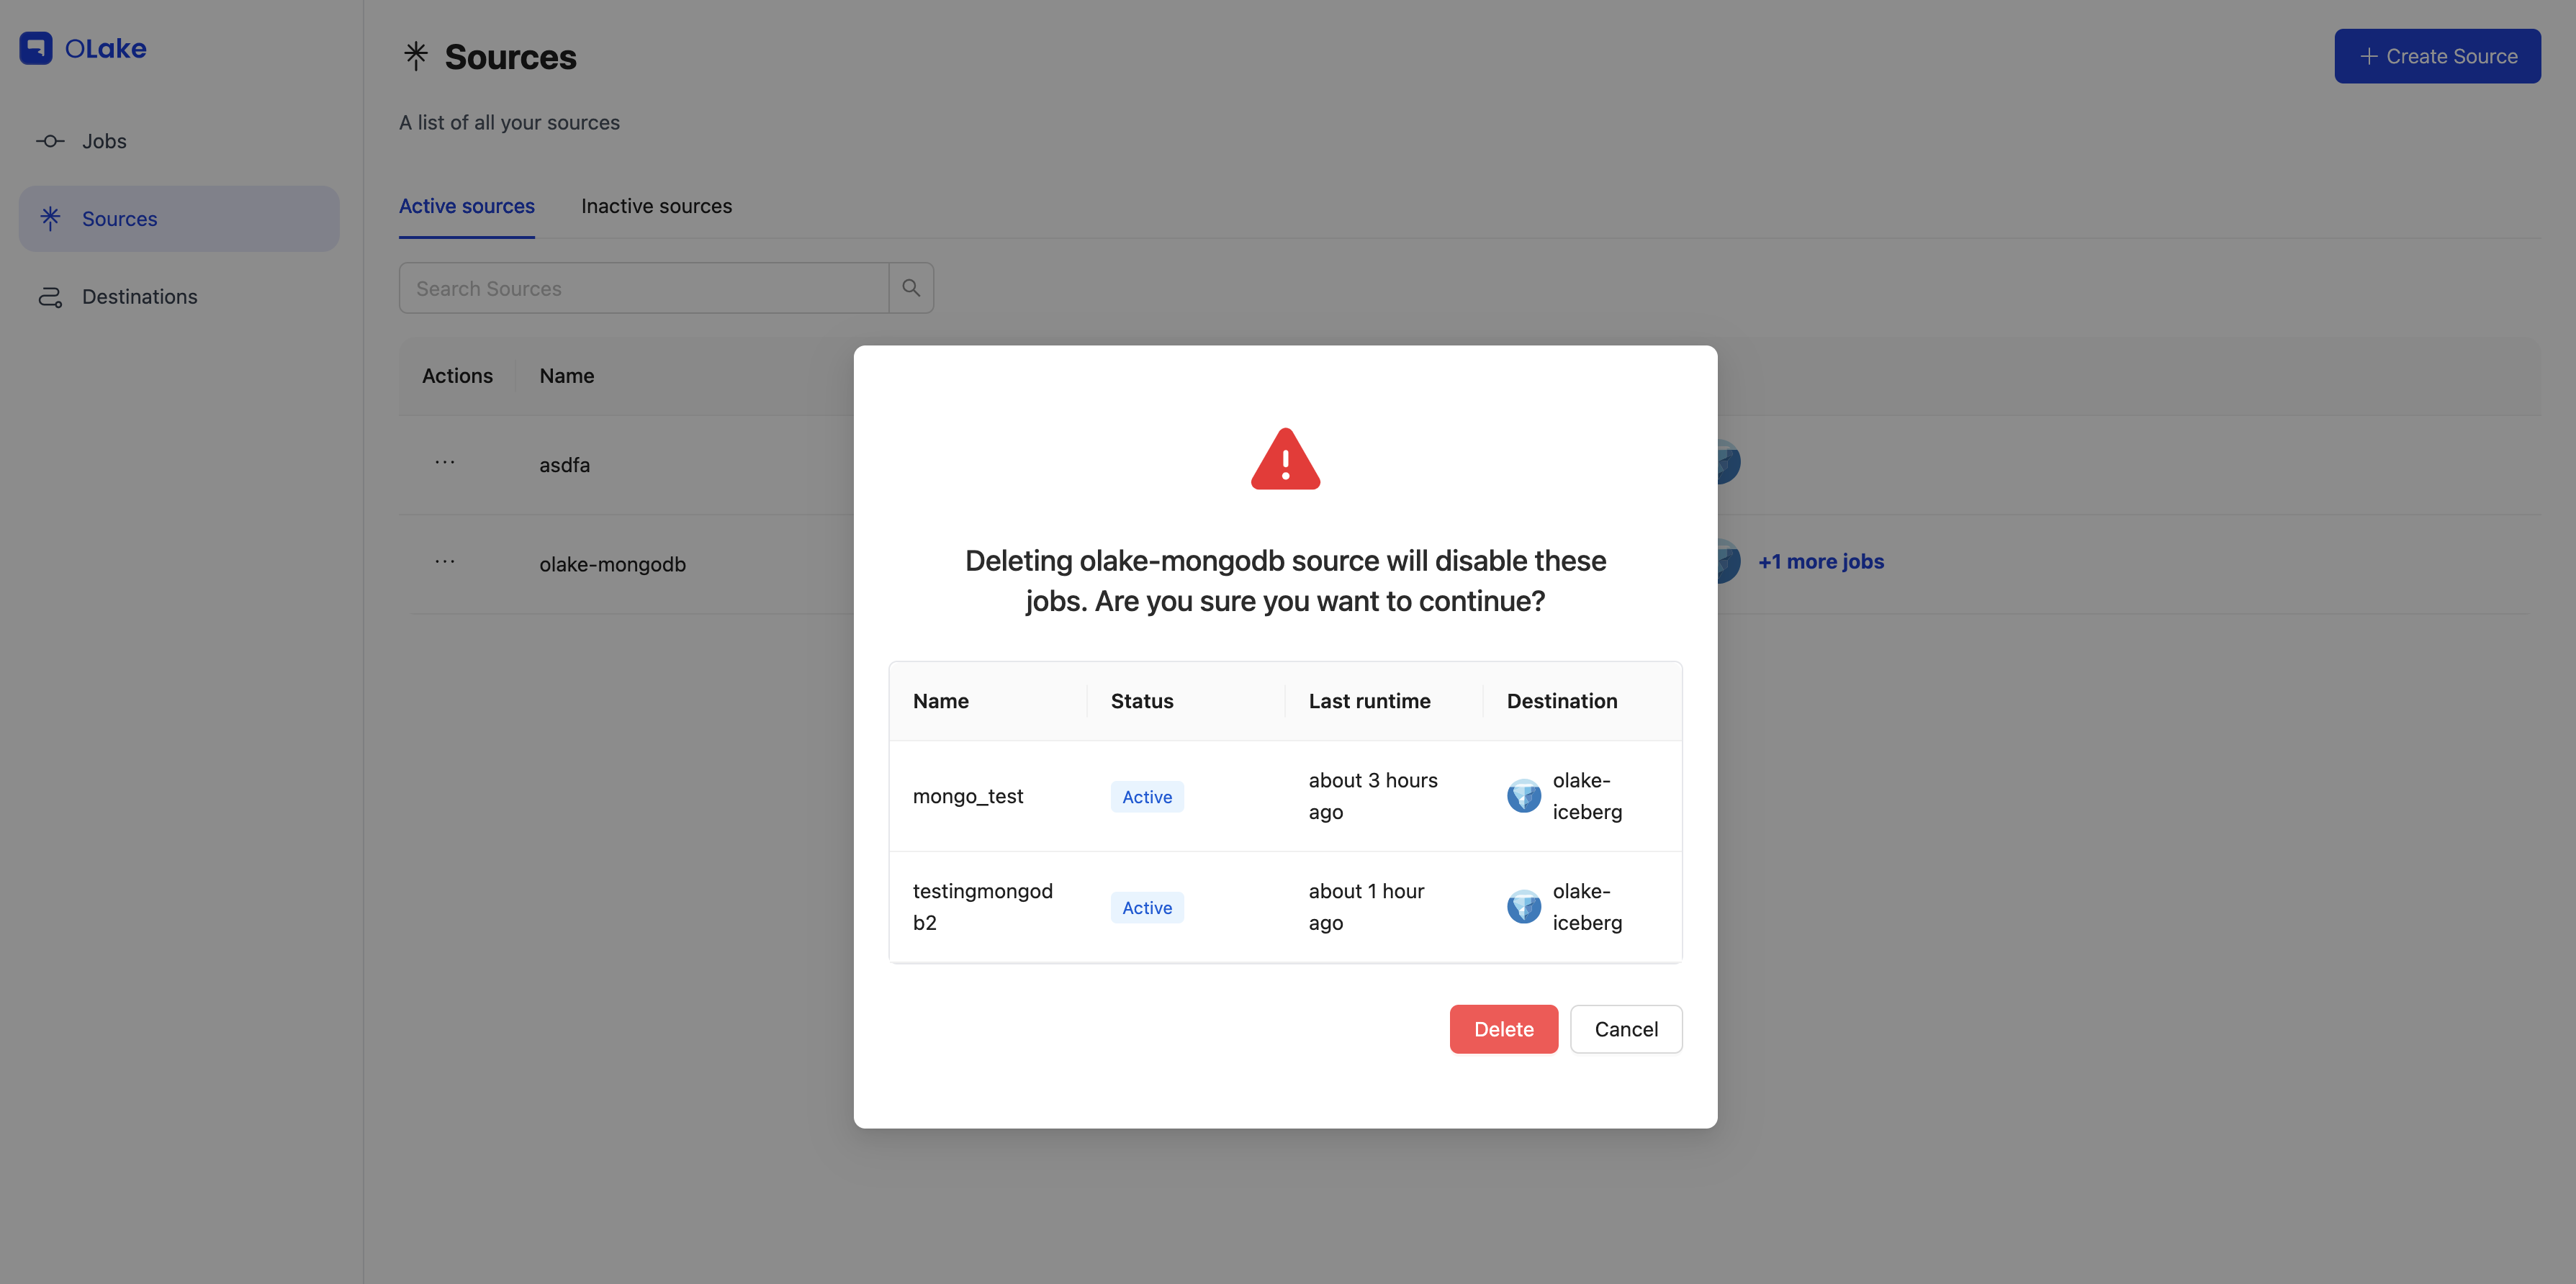 OLake
Jobs
Sources
Destinations
Sources
Create Source
A list of all your sources
Active sources
Inactive sources
Search Sources
Actions
Name
asdfa
olake-mongodb
+1 more jobs
Deleting olake-mongodb source will disable these
jobs. Are you sure you want to continue?
Name
Status
Last runtime
Destination
mongo_test
Active
about 3 hours
ago
olake-
iceberg
testingmongod
b2
Active
about 1 hour
ago
olake-
iceberg
Delete
Cancel